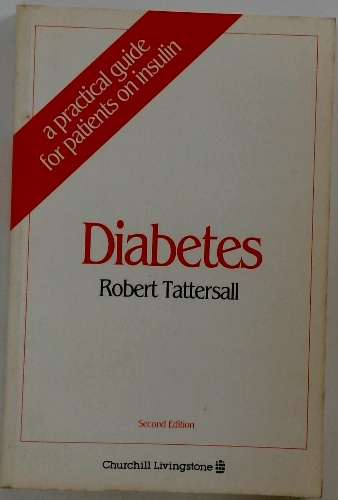 a practical guide
for patients on insulin
Diabetes
Robert Tattersall
Second Edition
Churchill Livingstone